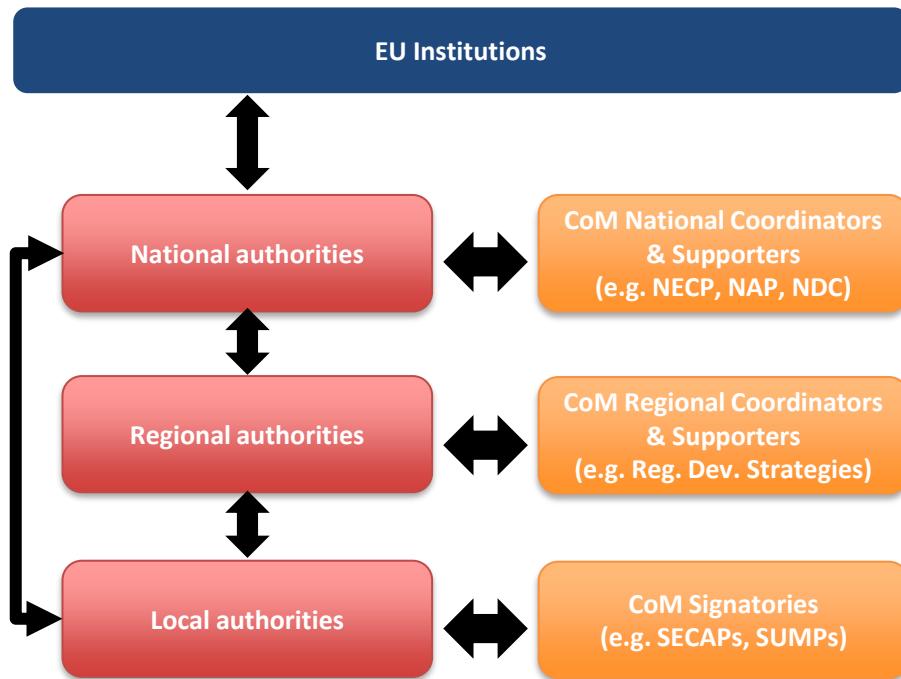 EU Institutions
National authorities
CoM National Coordinators
& Supporters
(e.g. NECP, NAP, NDC)
Regional authorities
CoM Regional Coordinators
& Supporters
(e.g. Reg. Dev. Strategies)
Local authorities
CoM Signatories
(e.g. SECAPs, SUMPs)